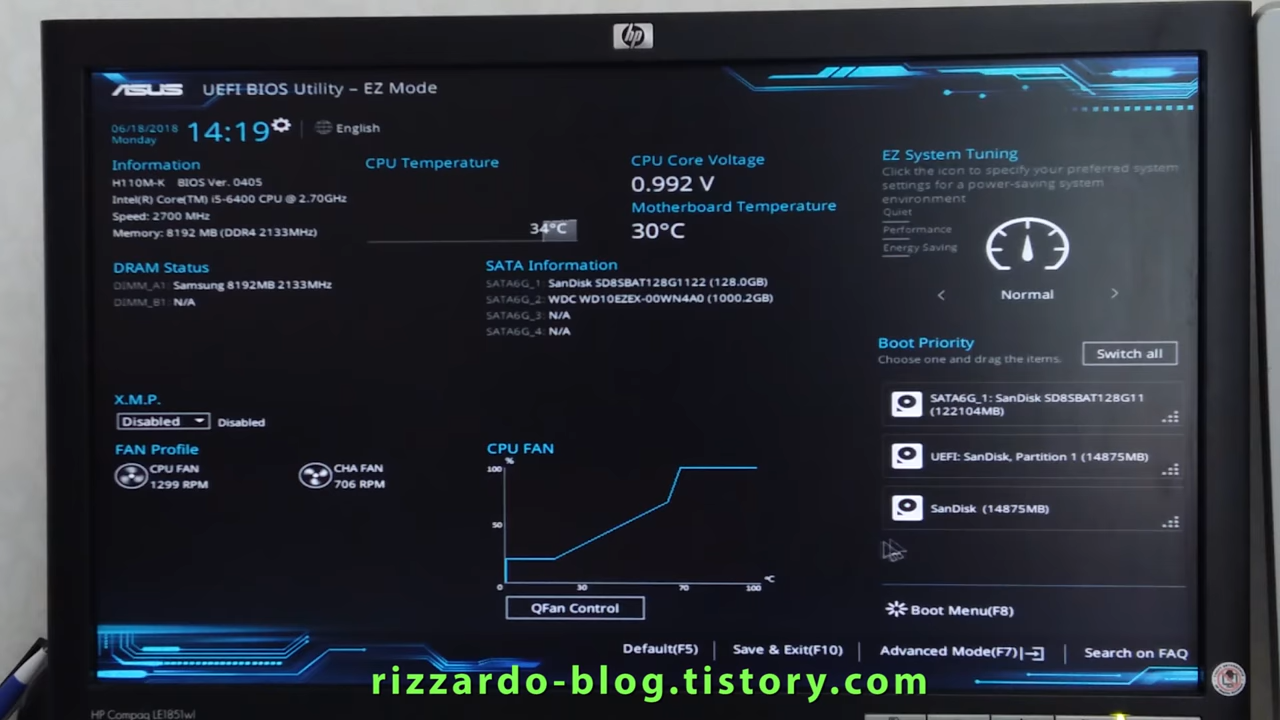 hp
ASUS UEFI BIOS Utility – EZ Mode
06/18/2018
Monday
14:19
English
Information
H110M-K BIOS Ver. 0405
Intel(R) Core(TM) i5-6400 CPU @ 2.70GHz
Speed: 2700 MHz
Memory: 8192 MB (DDR4 2133MHz)
CPU Temperature
34°C
CPU Core Voltage
0.992 V
Motherboard Temperature
30°C
EZ System Tuning
Click the icon to specify your preferred system
settings for a power-saving system
environment
Quiet
Performance
Energy Saving
Normal
DRAM Status
DIMM_A1: Samsung 8192MB 2133MHz
DIMM_B1: N/A
SATA Information
SATA6G_1: SanDisk SD8SBAT128G1122 (128.0GB)
SATA6G_2: WDC WD10EZEX-00WN4A0 (1000.2GB)
SATA6G_3: N/A
SATA6G_4: N/A
Boot Priority
Choose one and drag the items.
Switch all
SATA6G_1: SanDisk SD8SBAT128G11
(122104MB)
UEFI: SanDisk, Partition 1 (14875MB)
SanDisk (14875MB)
X.M.P.
Disabled Disabled
FAN Profile
CPU FAN
1299 RPM
CHA FAN
706 RPM
CPU FAN
%
100
50
0 30 70 100
°C
QFan Control
Boot Menu(F8)
Default(F5) | Save & Exit(F10) | Advanced Mode(F7) | Search on FAQ
rizzardo-blog.tistory.com
HP Compaq LE1851wl